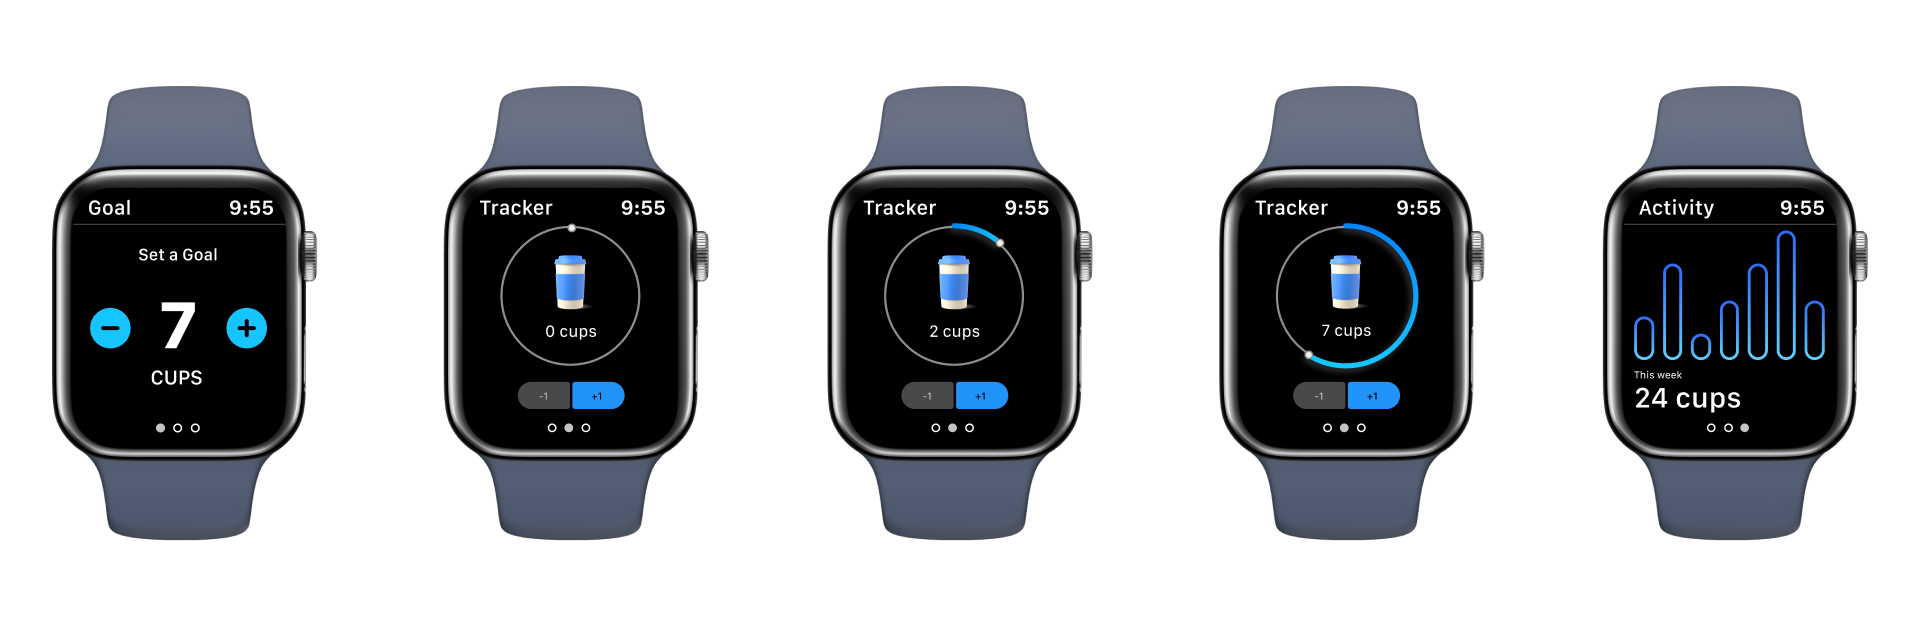 Goal 9:55
Set a Goal
7
CUPS
Tracker 9:55
0 cups
-1 +1
Tracker 9:55
2 cups
-1 +1
Tracker 9:55
7 cups
-1 +1
Activity 9:55
This week
24 cups